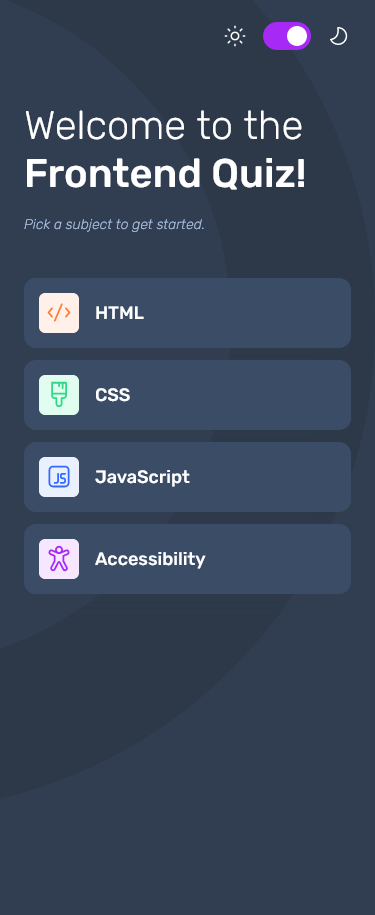 Welcome to the
Frontend Quiz!
Pick a subject to get started.
HTML
CSS
JS
JavaScript
Accessibility